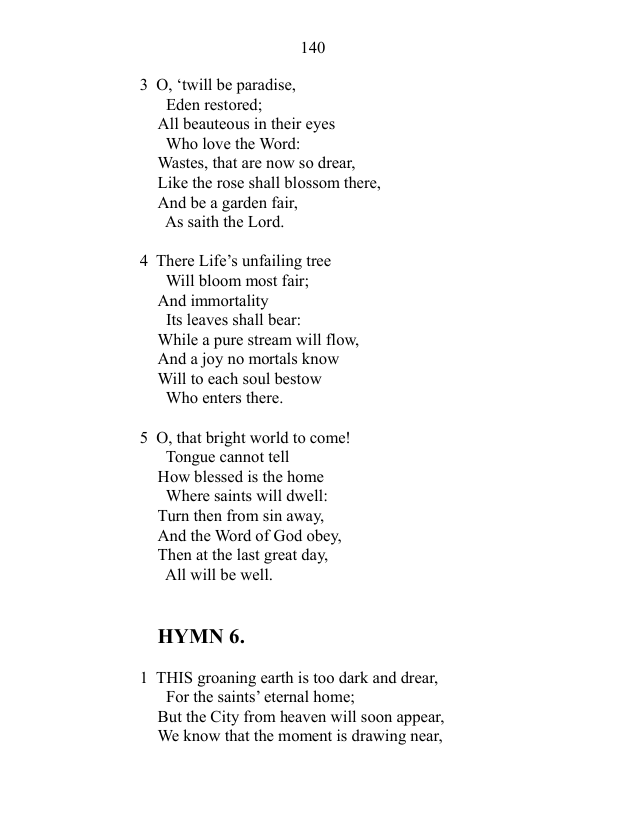 140
3 O, ‘twill be paradise,
Eden restored;
All beauteous in their eyes
Who love the Word:
Wastes, that are now so drear,
Like the rose shall blossom there,
And be a garden fair,
As saith the Lord.
4 There Life’s unfailing tree
Will bloom most fair;
And immortality
Its leaves shall bear:
While a pure stream will flow,
And a joy no mortals know
Will to each soul bestow
Who enters there.
5 O, that bright world to come!
Tongue cannot tell
How blessed is the home
Where saints will dwell:
Turn then from sin away,
And the Word of God obey,
Then at the last great day,
All will be well.
HYMN 6.
1 THIS groaning earth is too dark and drear,
For the saints’ eternal home;
But the City from heaven will soon appear,
We know that the moment is drawing near,